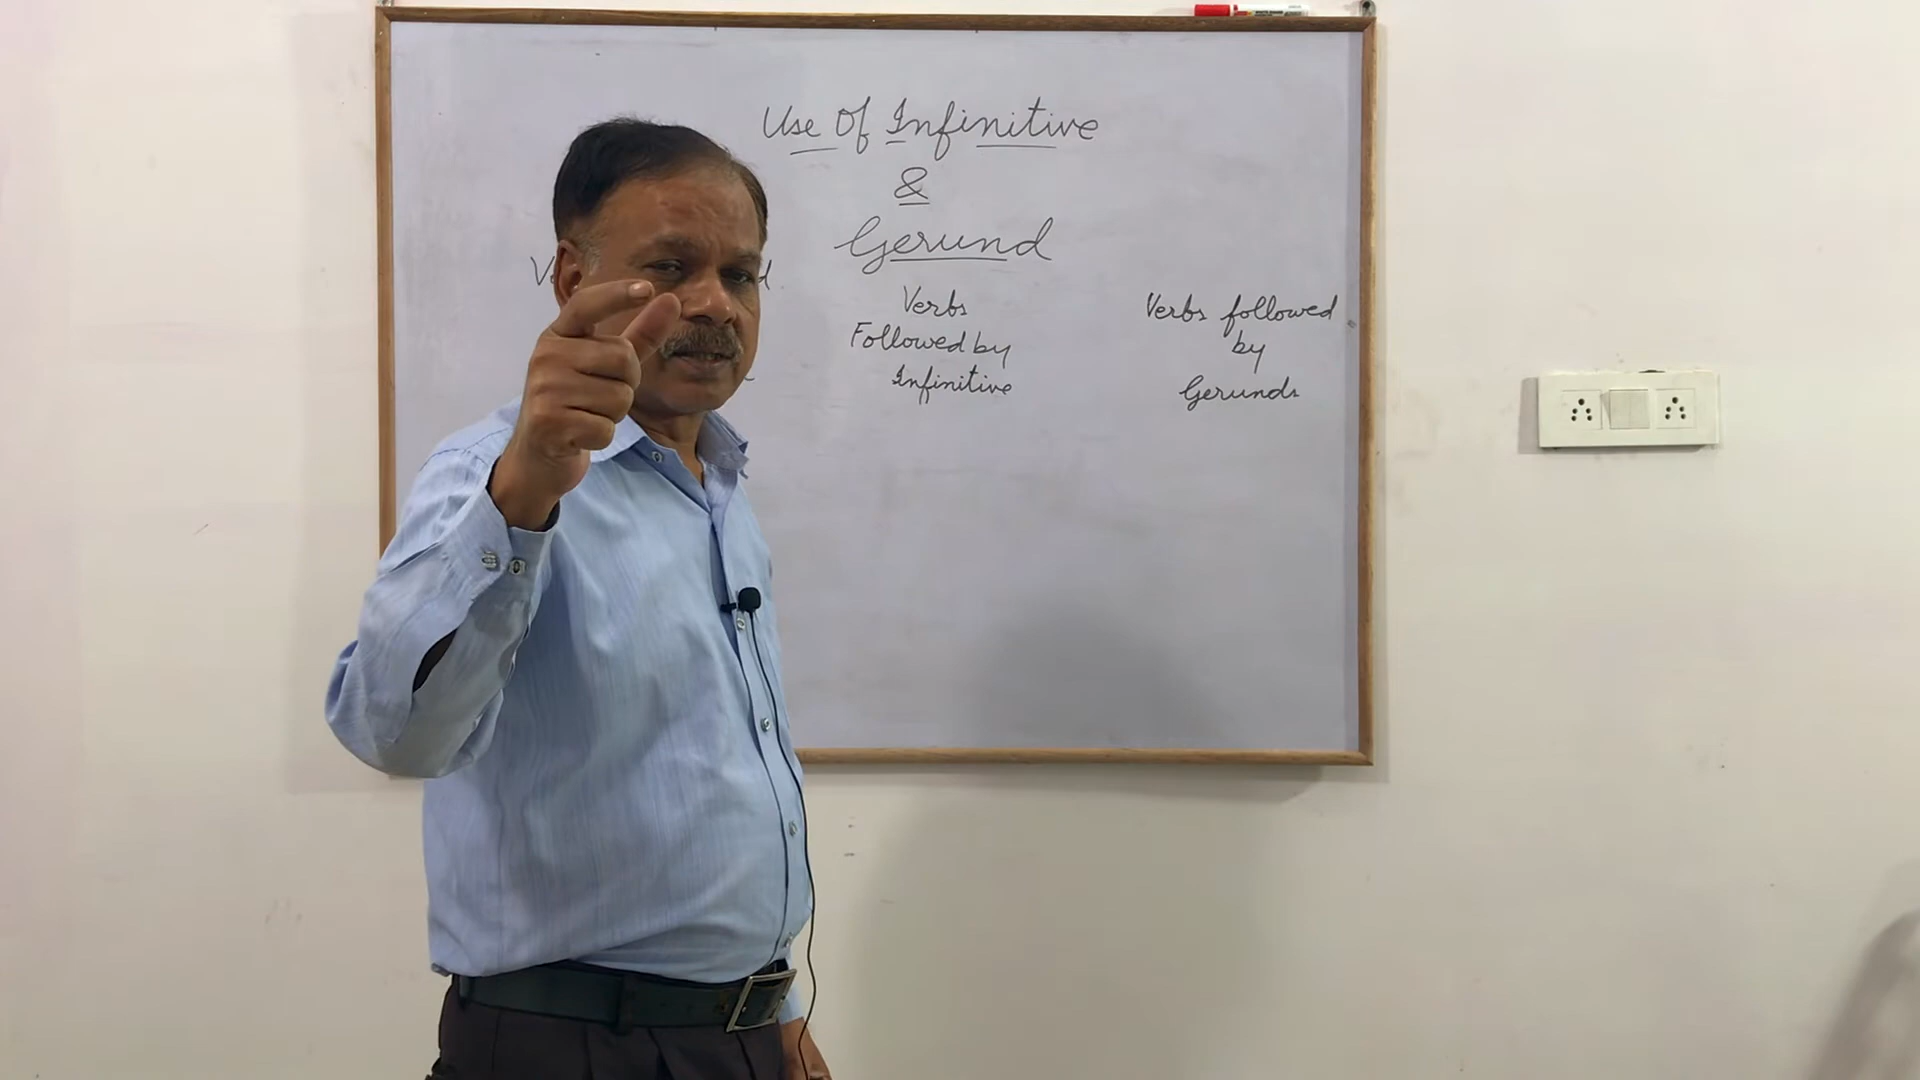 Use Of Infinitive
&
Gerund
Verbs
Followed by
Infinitive
Verbs followed
by
Gerunds